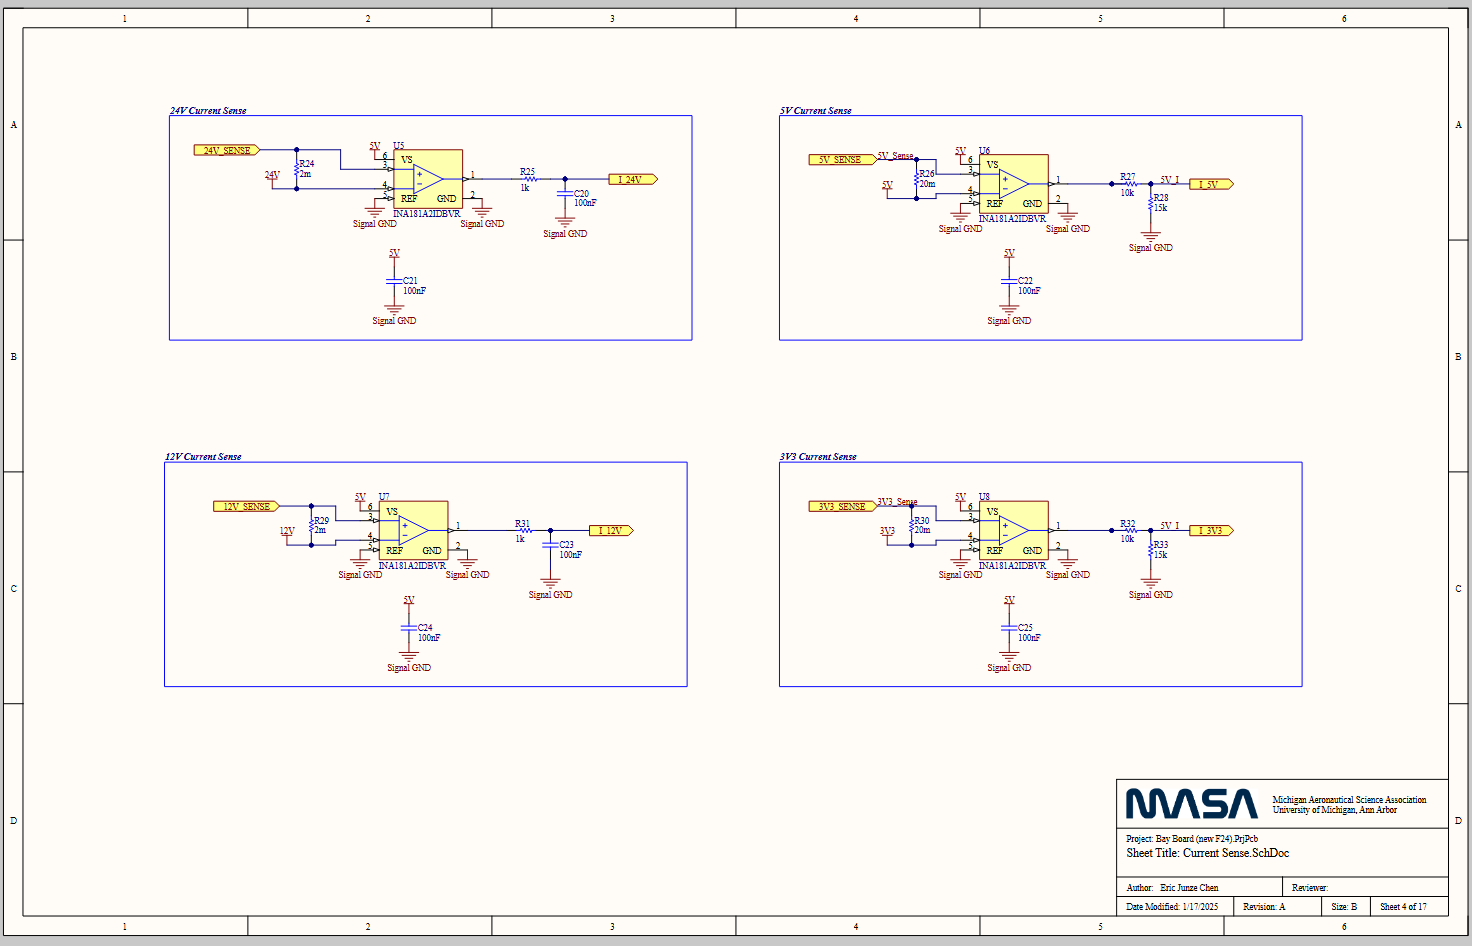 1 2 3 4 5 6
A A
B B
C C
D D
24V Current Sense
24V_SENSE
R24
2m
24V
5V
U5
6
3
4
5
VS
REF
GND
1
2
INA181A2IDBVR
Signal GND
Signal GND
R25
1k
C20
100nF
Signal GND
I_24V
5V
C21
100nF
Signal GND
5V Current Sense
5V_SENSE
5V_Sense
R26
20m
5V
5V
U6
6
3
4
5
VS
REF
GND
1
2
INA181A2IDBVR
Signal GND
Signal GND
R27
10k
5V_I
R28
15k
Signal GND
I_5V
5V
C22
100nF
Signal GND
12V Current Sense
12V_SENSE
R29
2m
12V
5V
U7
6
3
4
5
VS
REF
GND
1
2
INA181A2IDBVR
Signal GND
Signal GND
R31
1k
C23
100nF
Signal GND
I_12V
5V
C24
100nF
Signal GND
3V3 Current Sense
3V3_SENSE
3V3_Sense
R30
20m
3V3
5V
U8
6
3
4
5
VS
REF
GND
1
2
INA181A2IDBVR
Signal GND
Signal GND
R32
10k
5V_I
R33
15k
Signal GND
I_3V3
5V
C25
100nF
Signal GND
MASA
Michigan Aeronautical Science Association
University of Michigan, Ann Arbor
Project: Bay Board (new F24).PrjPcb
Sheet Title: Current Sense.SchDoc
Author: Eric Junze Chen Reviewer:
Date Modified: 1/17/2025 Revision: A Size: B Sheet 4 of 17
1 2 3 4 5 6